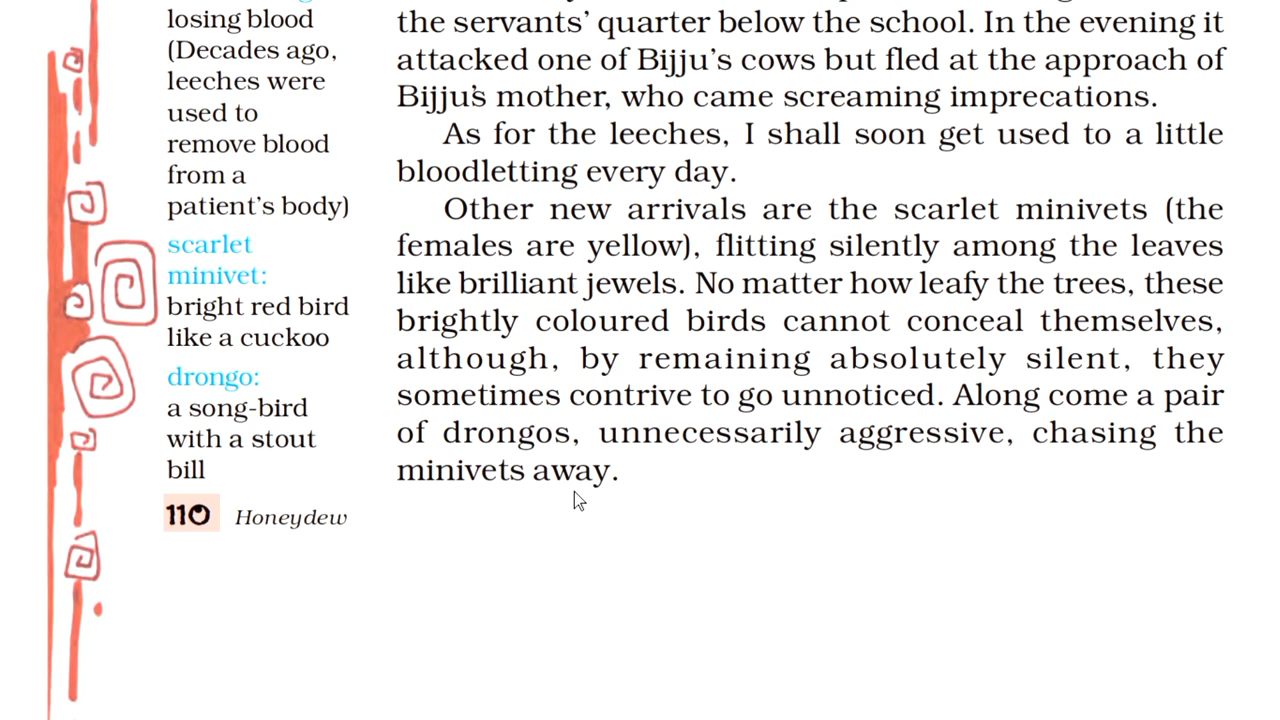 losing blood
(Decades ago,
leeches were
used to
remove blood
from a
patient's body)
scarlet
minivet:
bright red bird
like a cuckoo
drongo:
a song-bird
with a stout
bill
110 Honeydew
the servants' quarter below the school. In the evening it
attacked one of Bijju's cows but fled at the approach of
Bijju's mother, who came screaming imprecations.
As for the leeches, I shall soon get used to a little
bloodletting every day.
Other new arrivals are the scarlet minivets (the
females are yellow), flitting silently among the leaves
like brilliant jewels. No matter how leafy the trees, these
brightly coloured birds cannot conceal themselves,
although, by remaining absolutely silent, they
sometimes contrive to go unnoticed. Along come a pair
of drongos, unnecessarily aggressive, chasing the
minivets away.